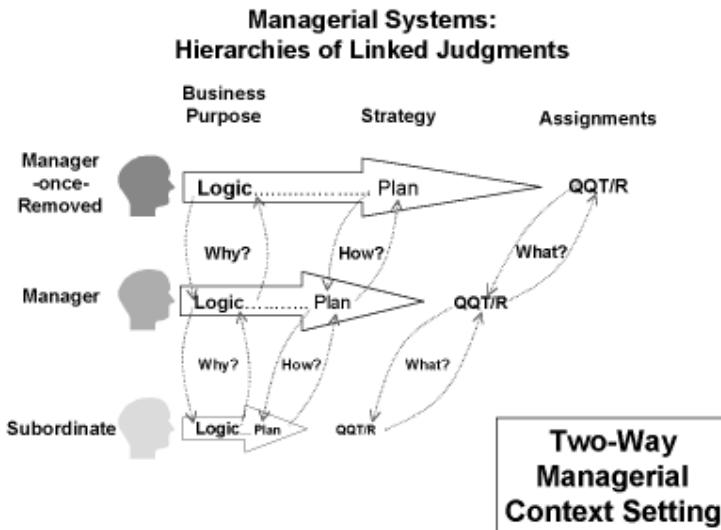 Managerial Systems:
Hierarchies of Linked Judgments
Business
Purpose
Strategy
Assignments
Manager
-once-
Removed
Logic.....................Plan
QQT/R
Why?
How?
What?
Manager
Logic.............Plan
QQT/R
Why?
How?
What?
Subordinate
Logic...Plan
QQT/R
Two-Way
Managerial
Context Setting